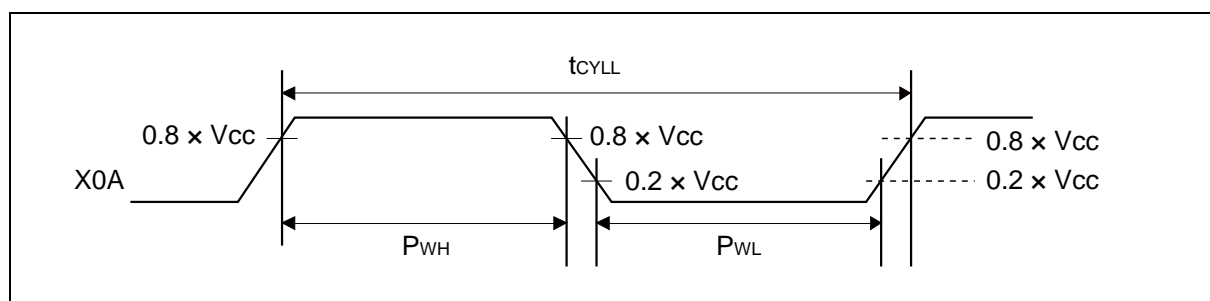 tCYLL
0.8 × Vcc
0.8 × Vcc
0.8 × Vcc
X0A
0.2 × Vcc
0.2 × Vcc
PWH
PWL